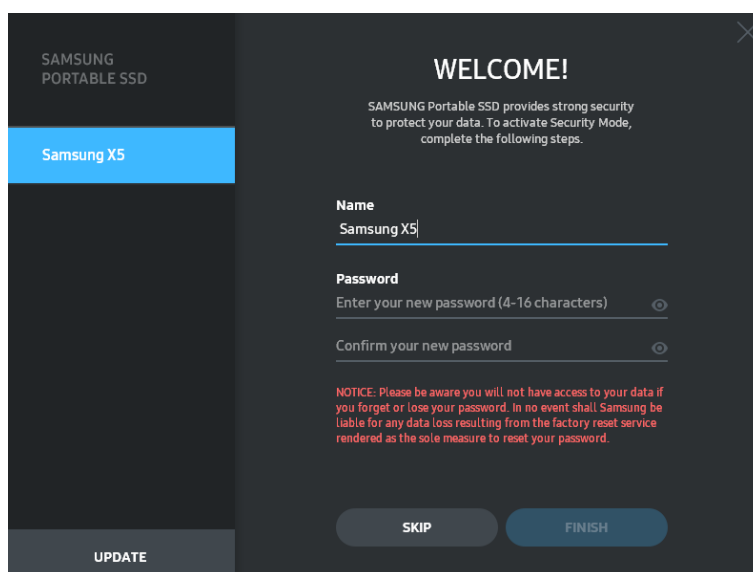 SAMSUNG
PORTABLE SSD
Samsung X5
UPDATE
WELCOME!
SAMSUNG Portable SSD provides strong security
to protect your data. To activate Security Mode,
complete the following steps.
Name
Samsung X5
Password
Enter your new password (4-16 characters)
Confirm your new password
NOTICE: Please be aware you will not have access to your data if
you forget or lose your password. In no event shall Samsung be
liable for any data loss resulting from the factory reset service
rendered as the sole measure to reset your password.
SKIP
FINISH